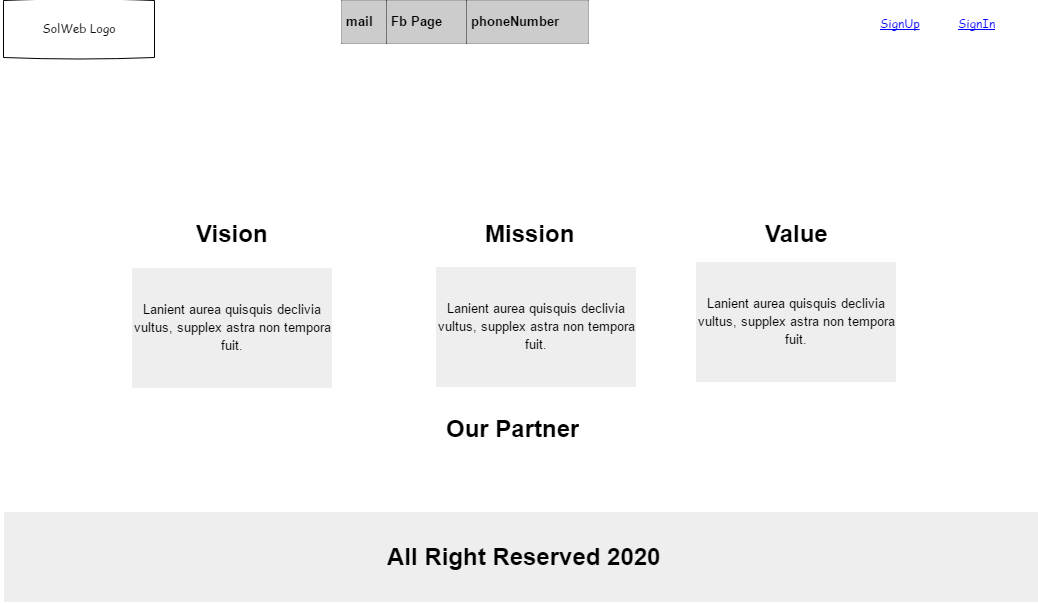 SolWeb Logo
mail Fb Page phoneNumber
SignUp SignIn
Vision
Lanient aurea quisquis declivia
vultus, supplex astra non tempora
fuit.
Mission
Lanient aurea quisquis declivia
vultus, supplex astra non tempora
fuit.
Value
Lanient aurea quisquis declivia
vultus, supplex astra non tempora
fuit.
Our Partner
All Right Reserved 2020